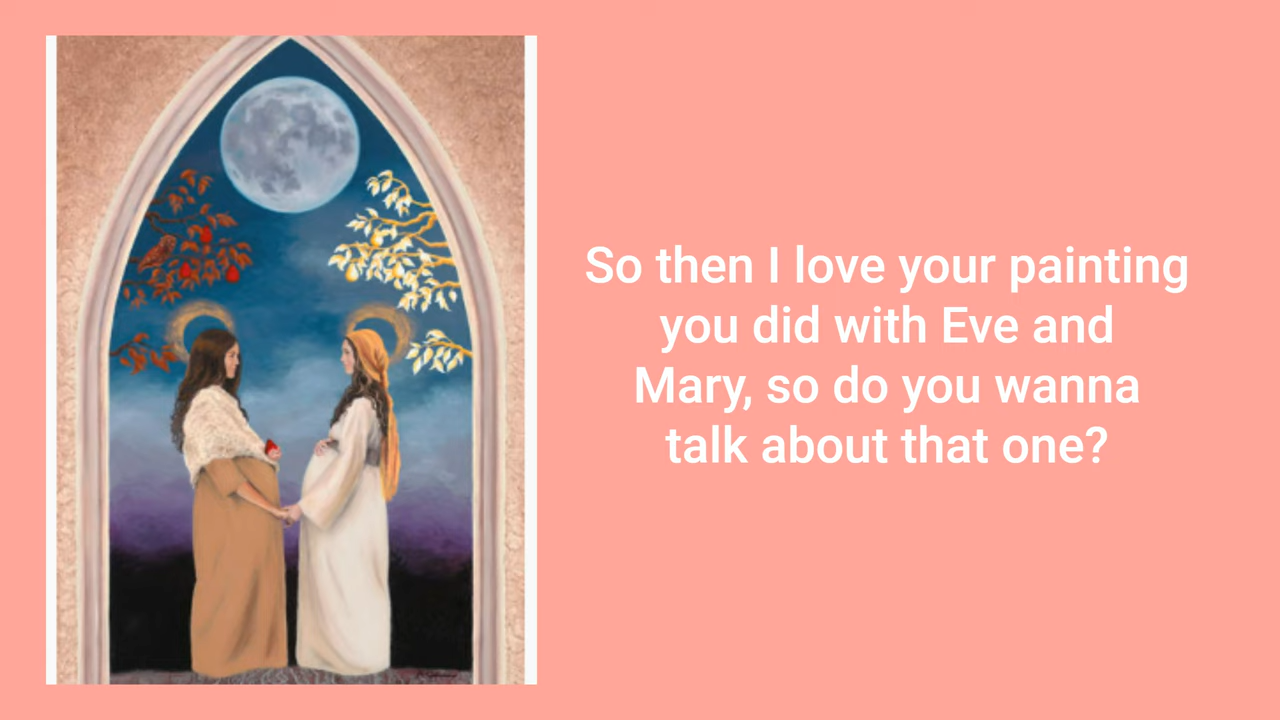 So then I love your painting
you did with Eve and
Mary, so do you wanna
talk about that one?